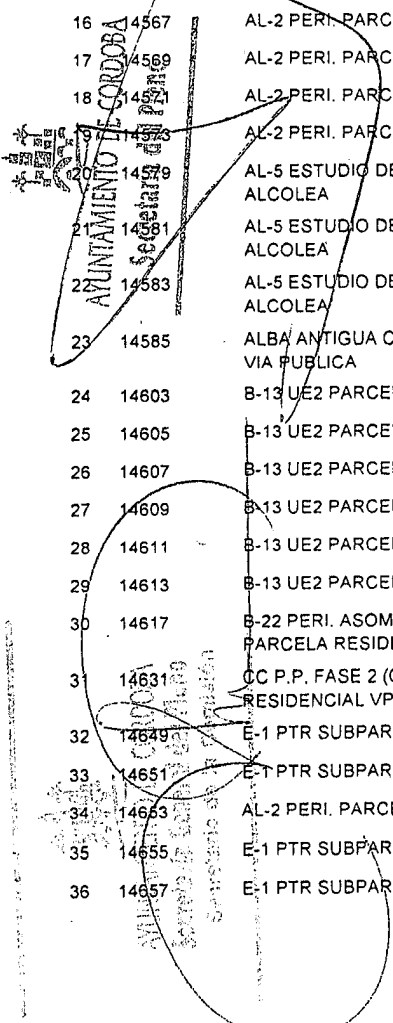 16 14567 AL-2 PERI. PARC
17 14569 AL-2 PERI. PARC
18 14571 AL-2 PERI. PARC
19 14573 AL-2 PERI. PARC
20 14579 AL-5 ESTUDIO DE
ALCOLEA
21 14581 AL-5 ESTUDIO DE
ALCOLEA
22 14583 AL-5 ESTUDIO DE
ALCOLEA
23 14585 ALBA ANTIGUA C
VIA PUBLICA
24 14603 B-13 UE2 PARCE
25 14605 B-13 UE2 PARCE
26 14607 B-13 UE2 PARCE
27 14609 B-13 UE2 PARCE
28 14611 B-13 UE2 PARCE
29 14613 B-13 UE2 PARCE
30 14617 B-22 PERI. ASOM
PARCELA RESIDE
31 14631 CC P.P. FASE 2 (
RESIDENCIAL VP
32 14649 E-1 PTR SUBPAR
33 14651 E-1 PTR SUBPAR
34 14653 AL-2 PERI. PARCE
35 14655 E-1 PTR SUBPAR
36 14657 E-1 PTR SUBPAR
AYUNTAMIENTO DE CORDOBA
Secretaria del Pleno